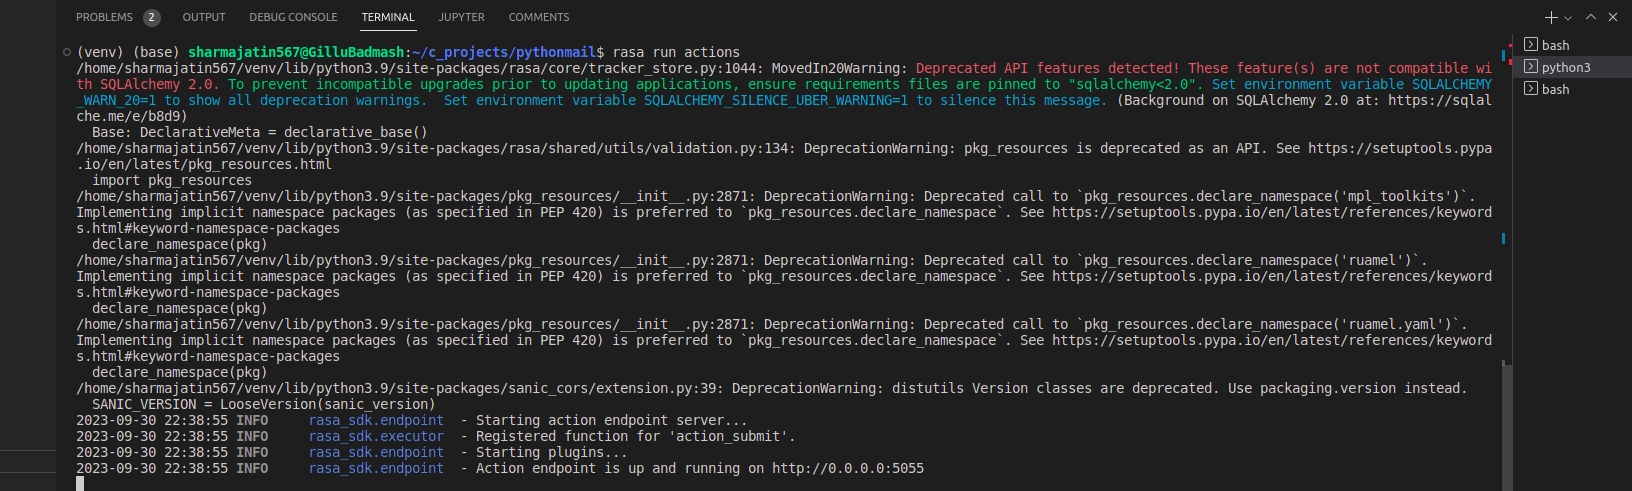 PROBLEMS 2 OUTPUT DEBUG CONSOLE TERMINAL JUPYTER COMMENTS
(venv) (base) sharmajatin567@GilluBadmash:~/c_projects/pythonmail$ rasa run actions
/home/sharmajatin567/venv/lib/python3.9/site-packages/rasa/core/tracker_store.py:1044: MovedIn20Warning: Deprecated API features detected! These feature(s) are not compatible wi
th SQLAlchemy 2.0. To prevent incompatible upgrades prior to updating applications, ensure requirements files are pinned to "sqlalchemy<2.0". Set environment variable SQLALCHEMY
_WARN_20=1 to show all deprecation warnings.  Set environment variable SQLALCHEMY_SILENCE_UBER_WARNING=1 to silence this message. (Background on SQLAlchemy 2.0 at: https://sqlal
che.me/e/b8d9)
  Base: DeclarativeMeta = declarative_base()
/home/sharmajatin567/venv/lib/python3.9/site-packages/rasa/shared/utils/validation.py:134: DeprecationWarning: pkg_resources is deprecated as an API. See https://setuptools.pypa
.io/en/latest/pkg_resources.html
  import pkg_resources
/home/sharmajatin567/venv/lib/python3.9/site-packages/pkg_resources/__init__.py:2871: DeprecationWarning: Deprecated call to `pkg_resources.declare_namespace('mpl_toolkits')`.
Implementing implicit namespace packages (as specified in PEP 420) is preferred to `pkg_resources.declare_namespace`. See https://setuptools.pypa.io/en/latest/references/keyword
s.html#keyword-namespace-packages
  declare_namespace(pkg)
/home/sharmajatin567/venv/lib/python3.9/site-packages/pkg_resources/__init__.py:2871: DeprecationWarning: Deprecated call to `pkg_resources.declare_namespace('ruamel')`.
Implementing implicit namespace packages (as specified in PEP 420) is preferred to `pkg_resources.declare_namespace`. See https://setuptools.pypa.io/en/latest/references/keyword
s.html#keyword-namespace-packages
  declare_namespace(pkg)
/home/sharmajatin567/venv/lib/python3.9/site-packages/pkg_resources/__init__.py:2871: DeprecationWarning: Deprecated call to `pkg_resources.declare_namespace('ruamel.yaml')`.
Implementing implicit namespace packages (as specified in PEP 420) is preferred to `pkg_resources.declare_namespace`. See https://setuptools.pypa.io/en/latest/references/keyword
s.html#keyword-namespace-packages
  declare_namespace(pkg)
/home/sharmajatin567/venv/lib/python3.9/site-packages/sanic_cors/extension.py:39: DeprecationWarning: distutils Version classes are deprecated. Use packaging.version instead.
  SANIC_VERSION = LooseVersion(sanic_version)
2023-09-30 22:38:55 INFO     rasa_sdk.endpoint  - Starting action endpoint server...
2023-09-30 22:38:55 INFO     rasa_sdk.executor  - Registered function for 'action_submit'.
2023-09-30 22:38:55 INFO     rasa_sdk.endpoint  - Starting plugins...
2023-09-30 22:38:55 INFO     rasa_sdk.endpoint  - Action endpoint is up and running on http://0.0.0.0:5055
bash
python3
bash